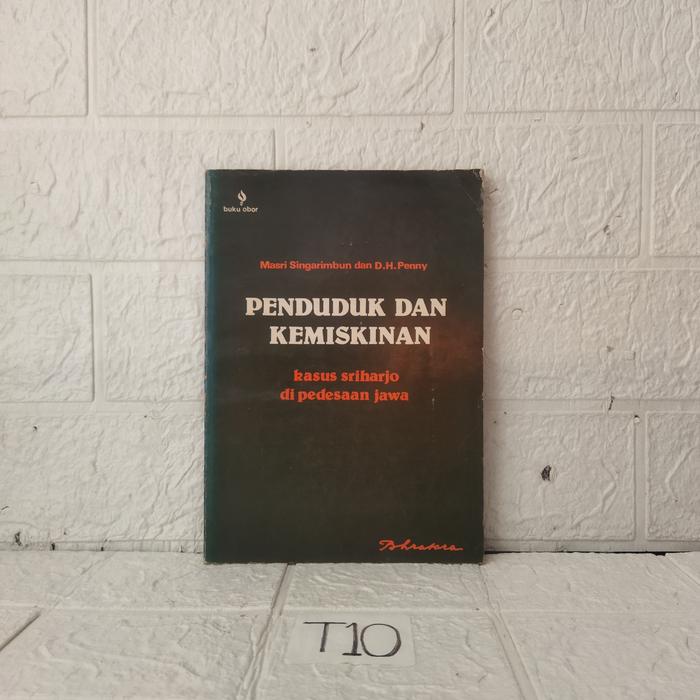 buku obor
Masri Singarimbun dan D.H. Penny
PENDUDUK DAN
KEMISKINAN
kasus sriharjo
di pedesaan jawa
Bhratara
T10